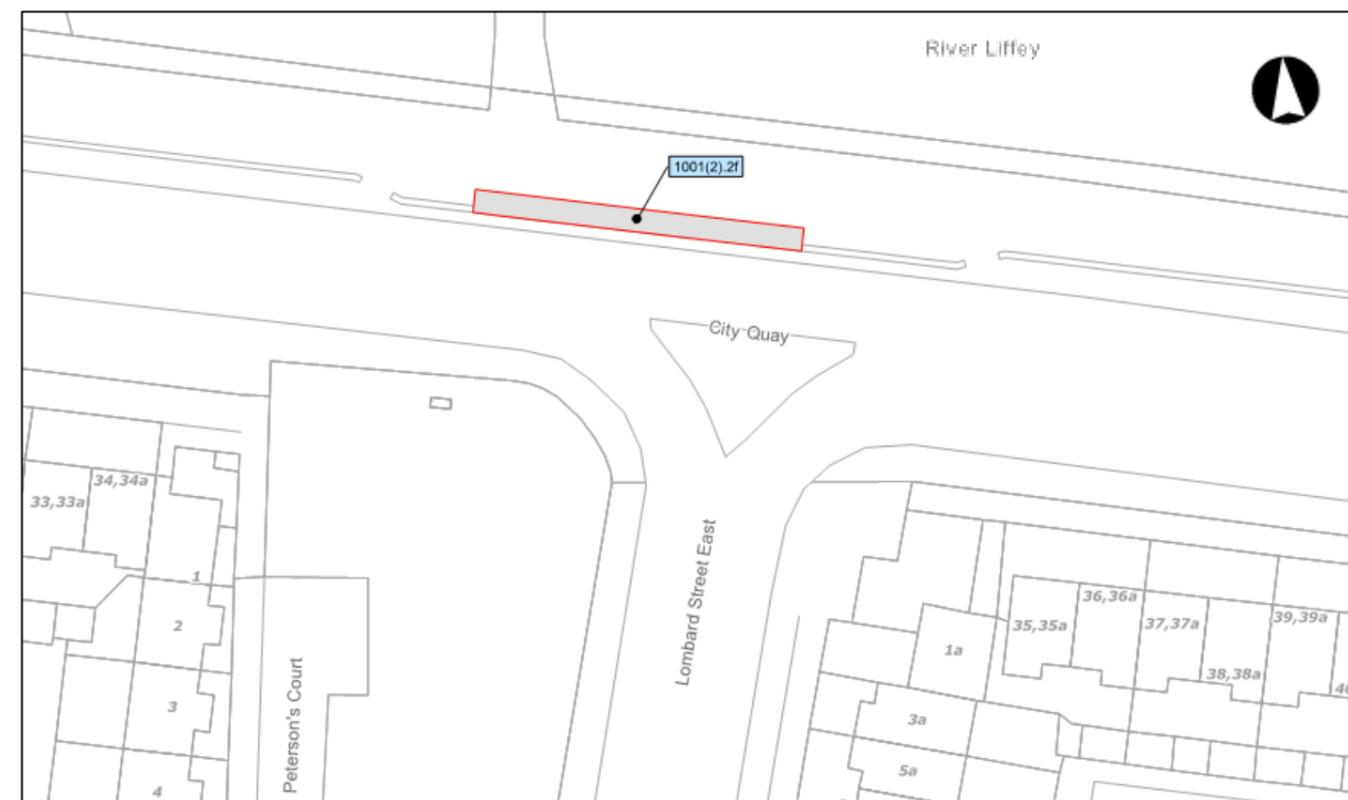 River Liffey
1001(2).2f
City Quay
34,34a
33,33a
1
2
3
4
Peterson's Court
Lombard Street East
36,36a
35,35a
37,37a
39,39a
1a
38,38a
3a
5a